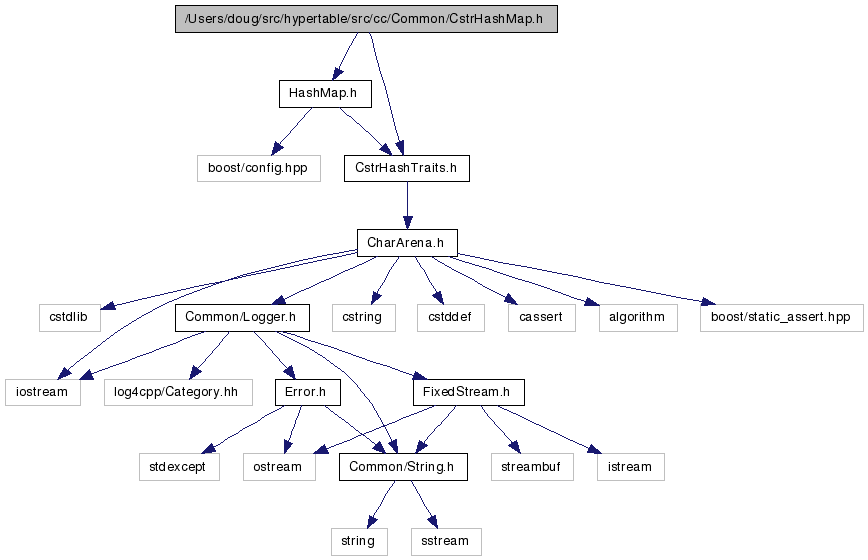 /Users/doug/src/hypertable/src/cc/Common/CstrHashMap.h
HashMap.h
boost/config.hpp
CstrHashTraits.h
CharArena.h
cstdlib
Common/Logger.h
cstring
cstddef
cassert
algorithm
boost/static_assert.hpp
iostream
log4cpp/Category.hh
Error.h
FixedStream.h
stdexcept
ostream
Common/String.h
streambuf
istream
string
sstream